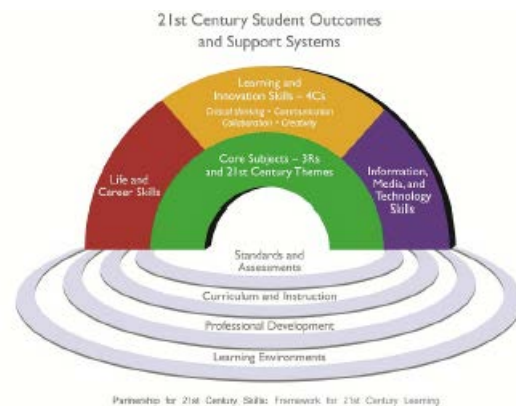 21st Century Student Outcomes
and Support Systems
Learning and
Innovation Skills – 4Cs
Critical thinking • Communication
Collaboration • Creativity
Core Subjects – 3Rs
and 21st Century Themes
Life and
Career Skills
Information,
Media, and
Technology
Skills
Standards and
Assessments
Curriculum and Instruction
Professional Development
Learning Environments
Partnership for 21st Century Skills: Framework for 21st Century Learning